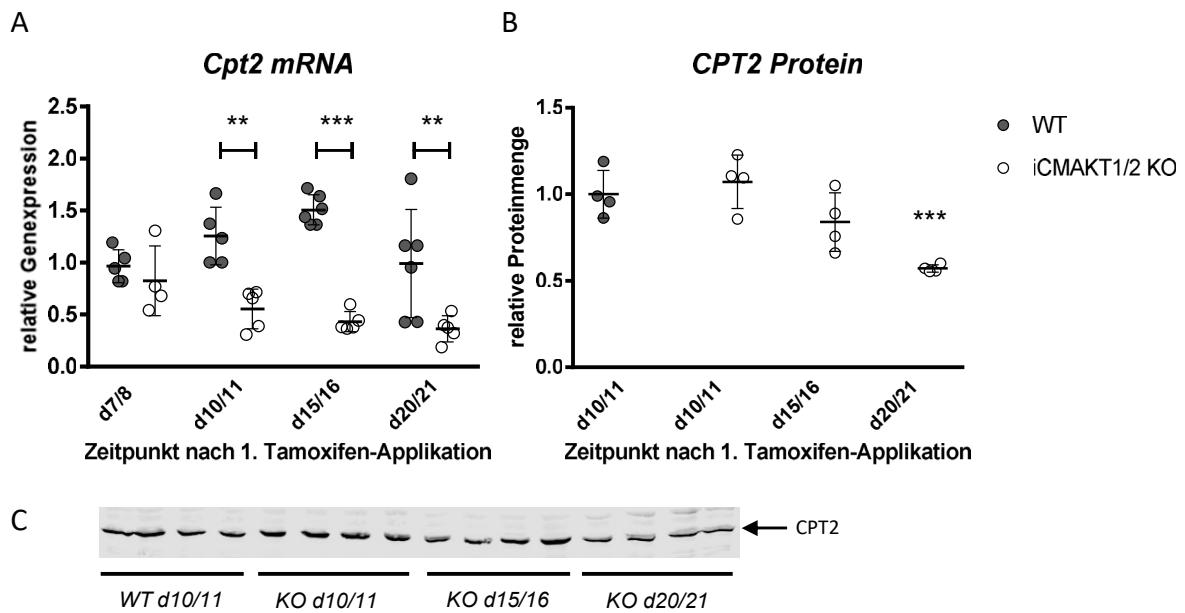 A
B
Cpt2 mRNA
CPT2 Protein
relative Genexpression
2.5
2.0
1.5
1.0
0.5
0.0
** *** **
d7/8 d10/11 d15/16 d20/21
Zeitpunkt nach 1. Tamoxifen-Applikation
relative Proteinmenge
1.5
1.0
0.5
0.0
***
d10/11 d10/11 d15/16 d20/21
Zeitpunkt nach 1. Tamoxifen-Applikation
WT
iCMAKT1/2 KO
C
CPT2
WT d10/11 KO d10/11 KO d15/16 KO d20/21